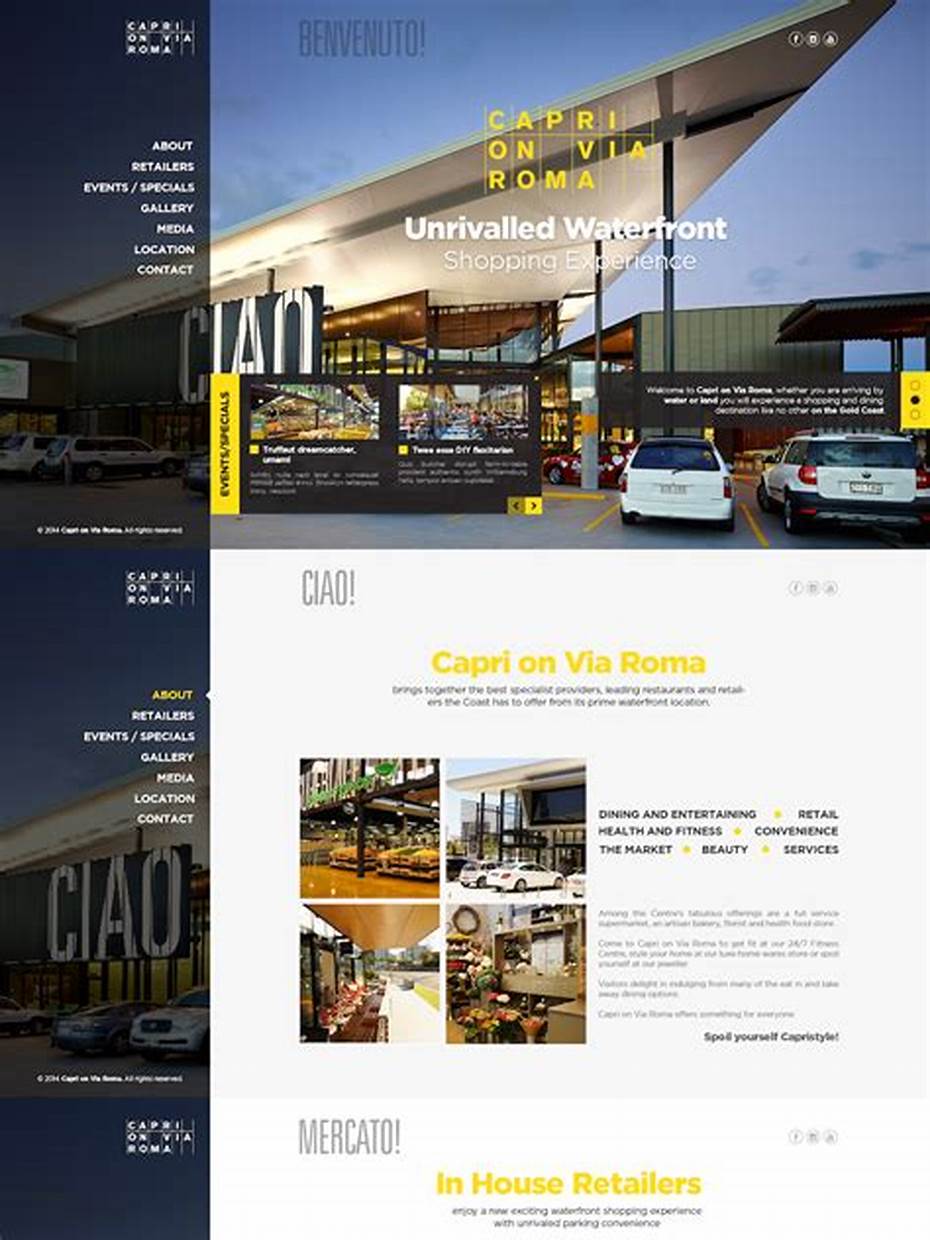 CAPRI
ON VIA
ROMA
BENVENUTO!
ABOUT
RETAILERS
EVENTS / SPECIALS
GALLERY
MEDIA
LOCATION
CONTACT
CAPRI
ON VIA
ROMA
Unrivalled Waterfront
Shopping Experience
CIAO
EVENTS/SPECIALS
Truffaut dreamcatcher,
umami
Twee esse DIY flexitarian
Welcome to Capri on Via Roma, whether you are arriving by
water or land you will experience a shopping and dining
destination like no other on the Gold Coast.
© 2014 Capri on Via Roma. All rights reserved.
CAPRI
ON VIA
ROMA
CIAO!
ABOUT
RETAILERS
EVENTS / SPECIALS
GALLERY
MEDIA
LOCATION
CONTACT
CIAO
© 2014 Capri on Via Roma. All rights reserved.
Capri on Via Roma
brings together the best specialist providers, leading restaurants and retail-
ers the Coast has to offer from its prime waterfront location.
DINING AND ENTERTAINING RETAIL
HEALTH AND FITNESS CONVENIENCE
THE MARKET BEAUTY SERVICES
Among the Centre's fabulous offerings are a full service
supermarket, an artisan bakery, florist and health food store.
Come to Capri on Via Roma to get fit at our 24/7 Fitness
Centre, style your home at our luxe home wares store or spoil
yourself at our jeweller.
Visitors delight in indulging from many of the eat in and take
away dining options.
Capri on Via Roma offers something for everyone.
Spoil yourself Capristyle!
CAPRI
ON VIA
ROMA
MERCATO!
In House Retailers
enjoy a new exciting waterfront shopping experience
with unrivaled parking convenience